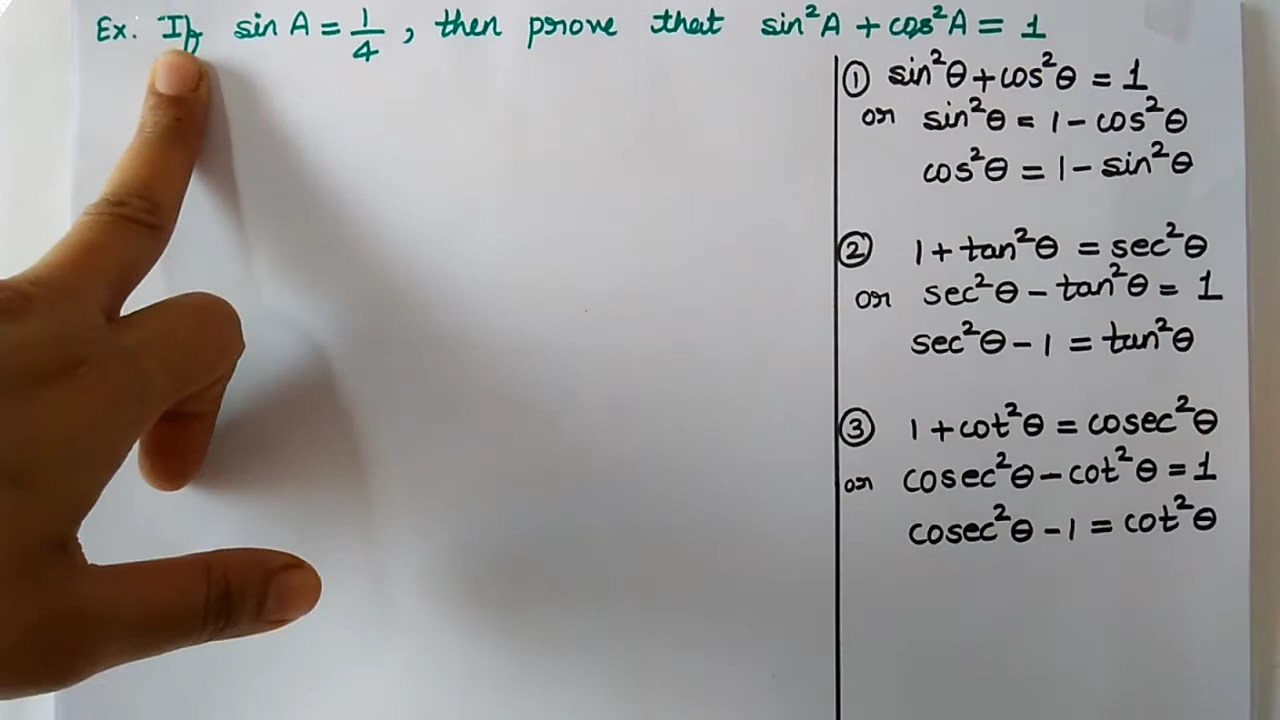 Ex. If sin A = 1/4, then prove that sin²A + cos²A = 1
① sin²θ + cos²θ = 1
or sin²θ = 1 - cos²θ
cos²θ = 1 - sin²θ
② 1 + tan²θ = sec²θ
or sec²θ - tan²θ = 1
sec²θ - 1 = tan²θ
③ 1 + cot²θ = cosec²θ
or cosec²θ - cot²θ = 1
cosec²θ - 1 = cot²θ